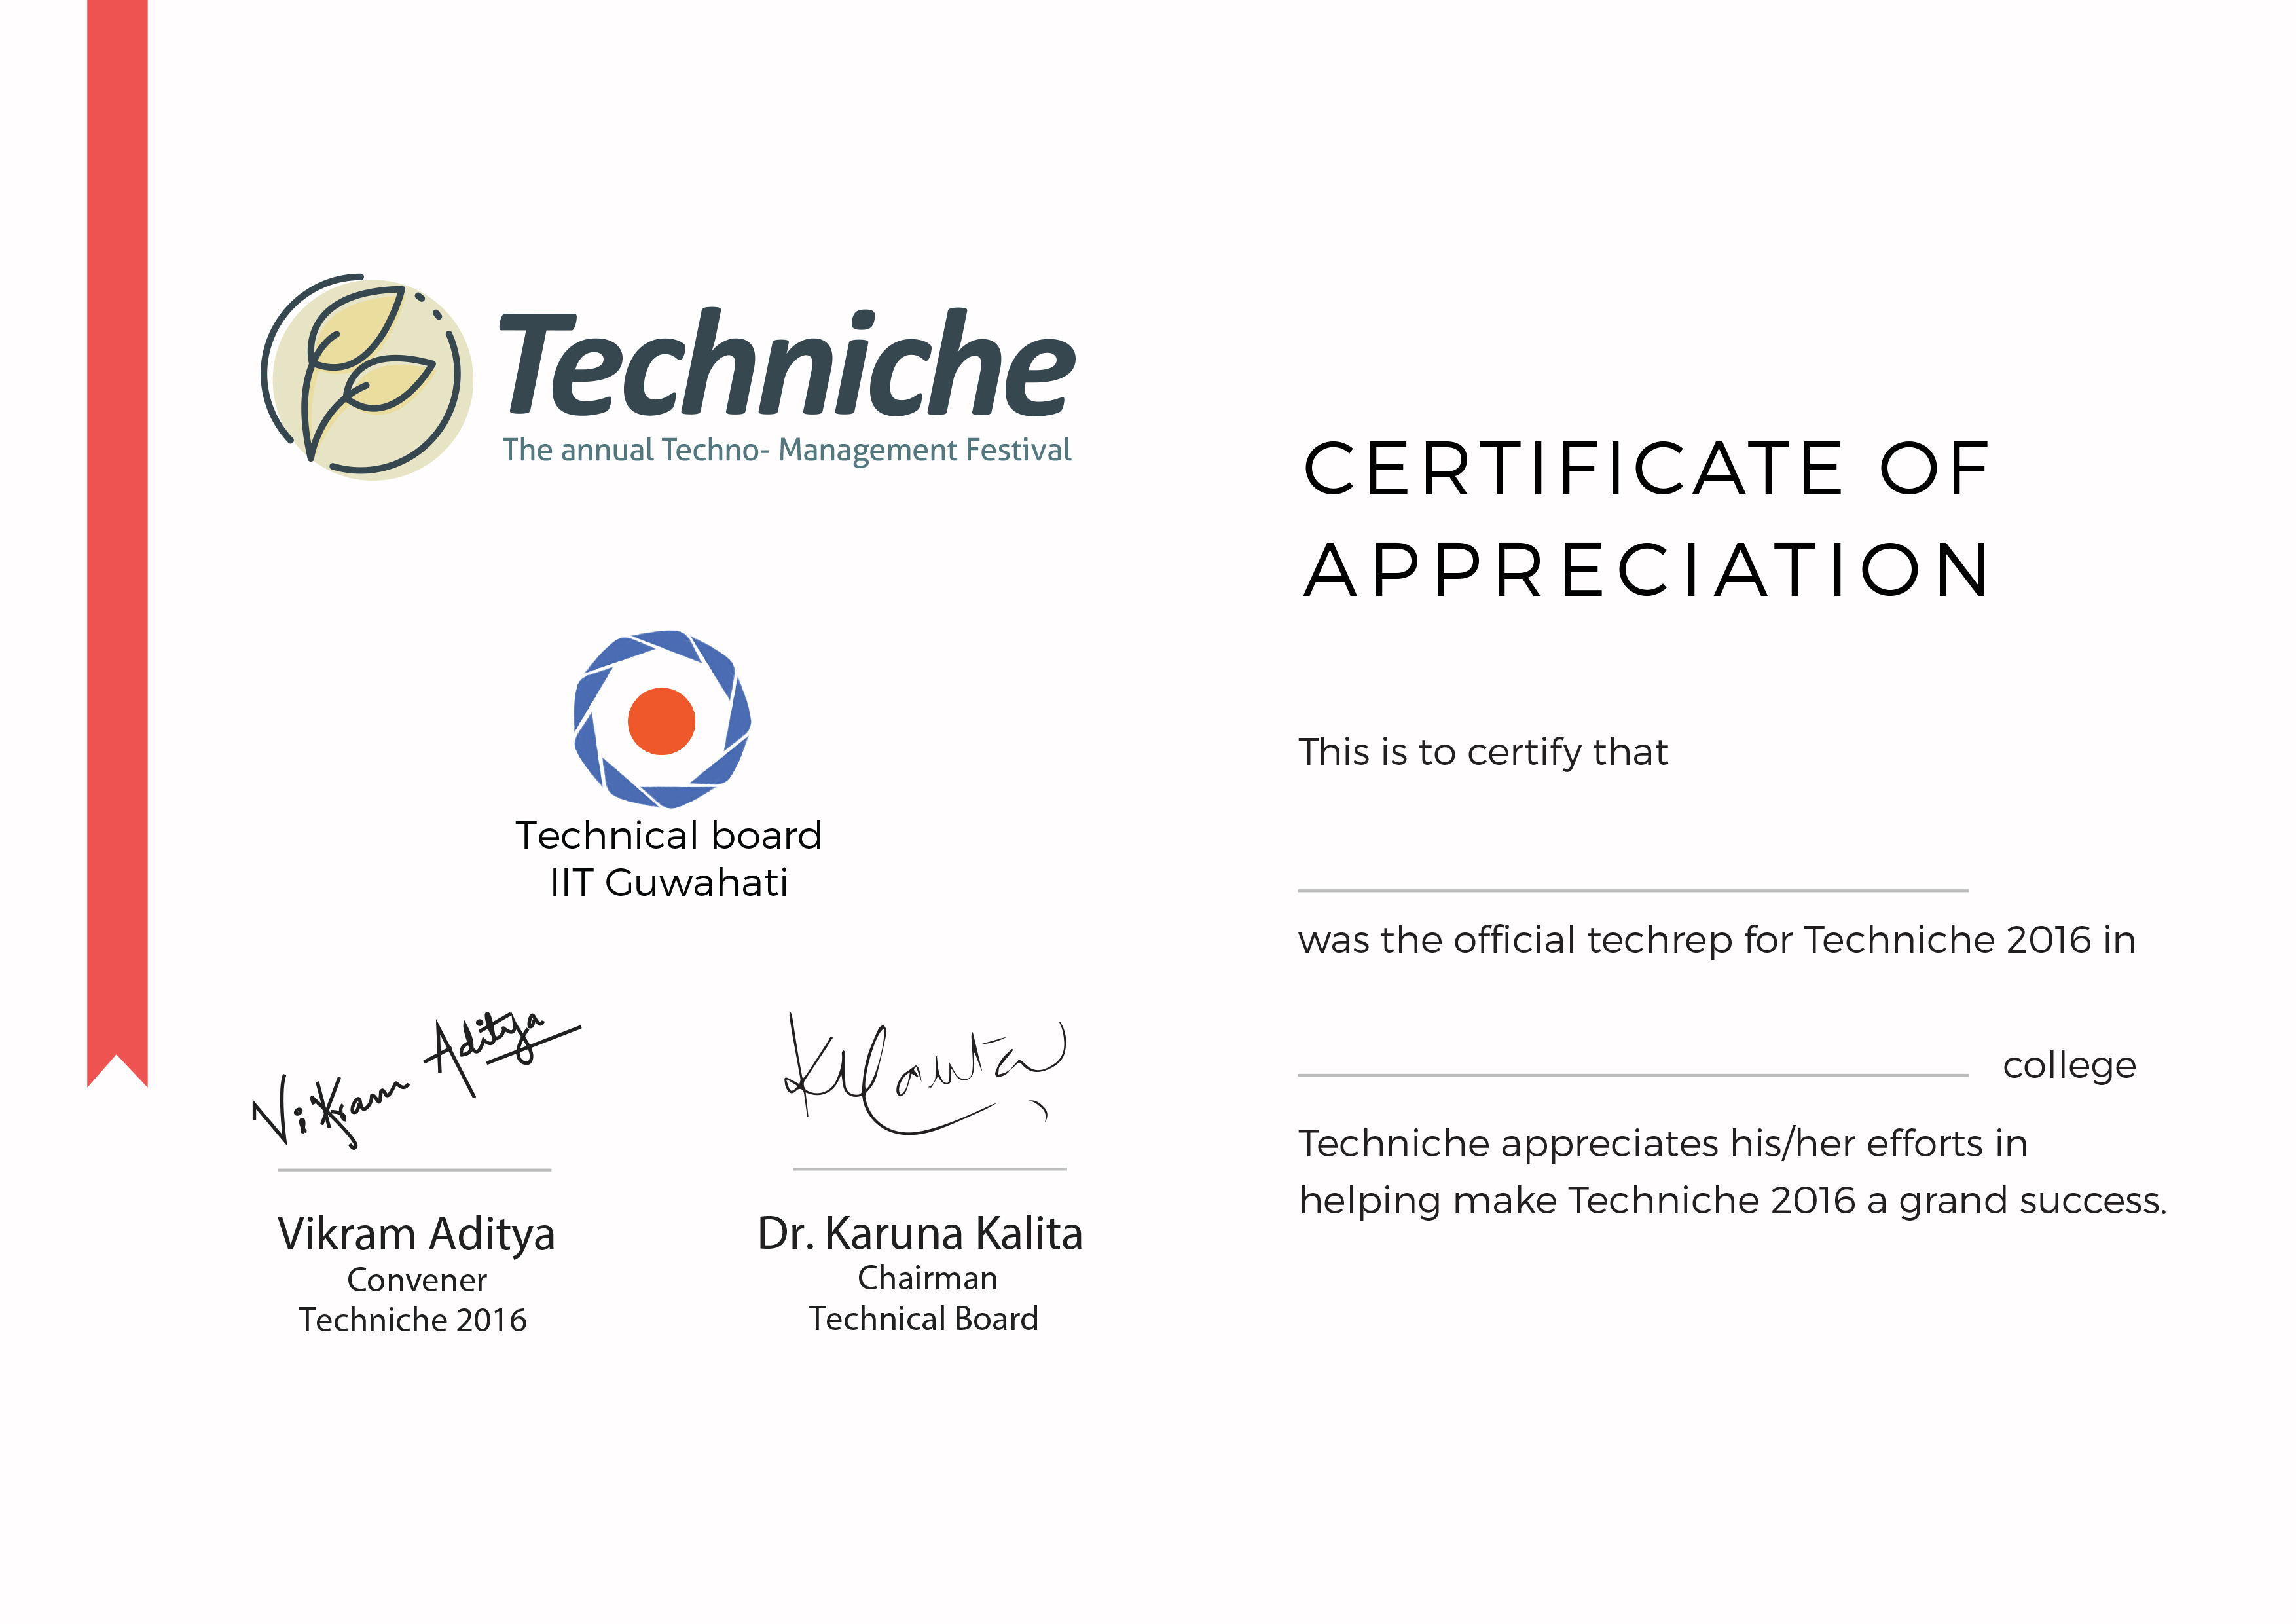 Techniche
The annual Techno- Management Festival
Technical board
IIT Guwahati
Vikram Aditya
Vikram Aditya
Convener
Techniche 2016
Dr. Karuna Kalita
Chairman
Technical Board
CERTIFICATE OF
APPRECIATION
This is to certify that
was the official techrep for Techniche 2016 in
college
Techniche appreciates his/her efforts in
helping make Techniche 2016 a grand success.